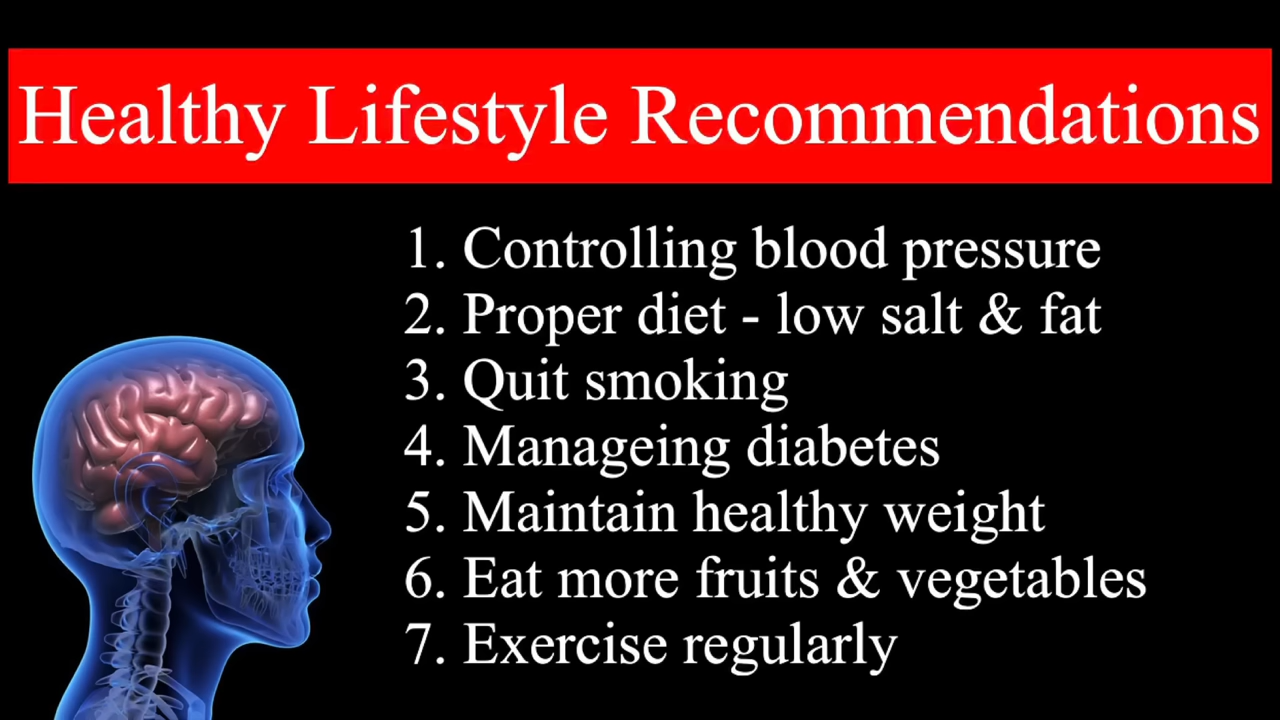 Healthy Lifestyle Recommendations
1. Controlling blood pressure
2. Proper diet - low salt & fat
3. Quit smoking
4. Manageing diabetes
5. Maintain healthy weight
6. Eat more fruits & vegetables
7. Exercise regularly